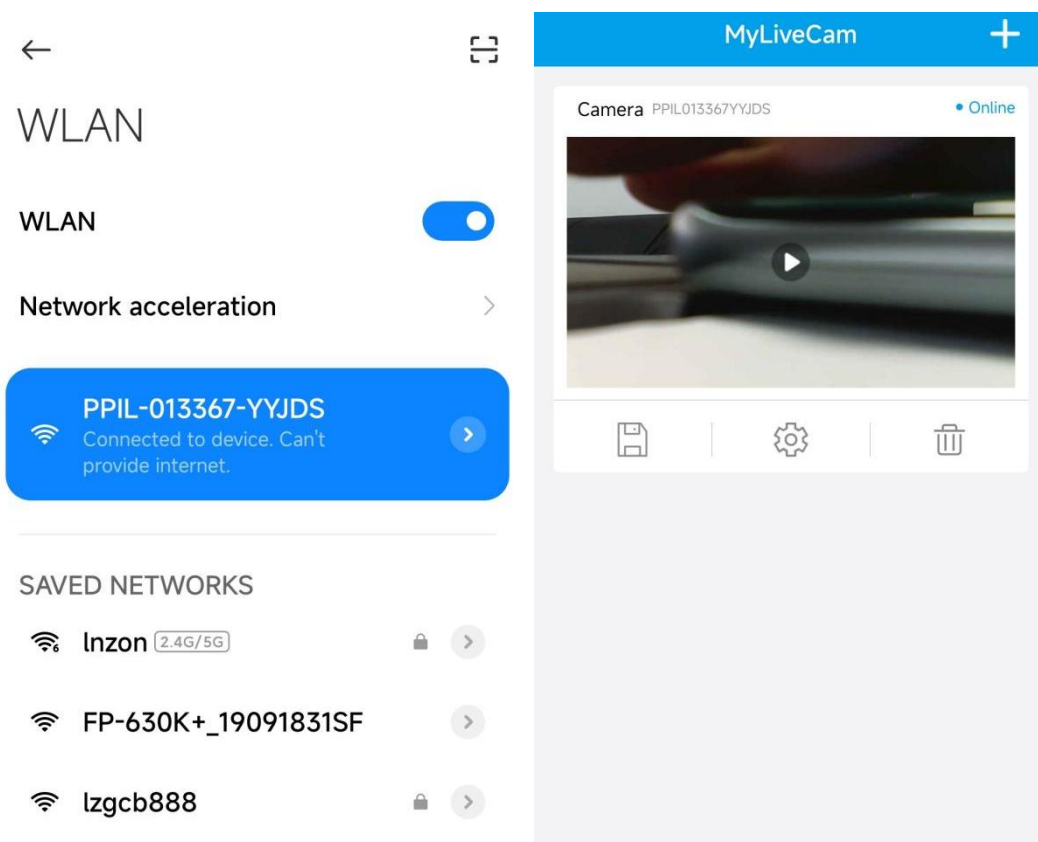 WLAN
WLAN
Network acceleration
PPIL-013367-YYJDS
Connected to device. Can't
provide internet.
SAVED NETWORKS
lnzon 2.4G/5G
FP-630K+_19091831SF
lzgcb888
MyLiveCam
Camera PPIL013367YYJDS
Online